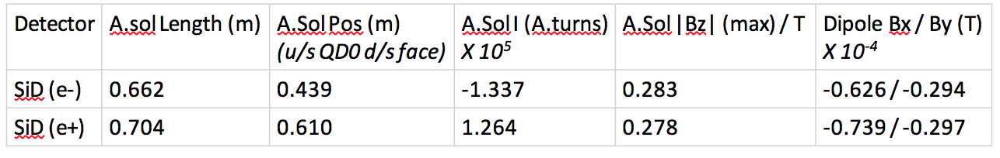 Detector A.sol Length (m) A.Sol Pos (m) A.Sol I (A.turns) A.Sol |Bz| (max) / T Dipole Bx / By (T)
(u/s QD0 d/s face) X 10⁵ X 10⁻⁴
SiD (e-) 0.662 0.439 -1.337 0.283 -0.626 / -0.294
SiD (e+) 0.704 0.610 1.264 0.278 -0.739 / -0.297